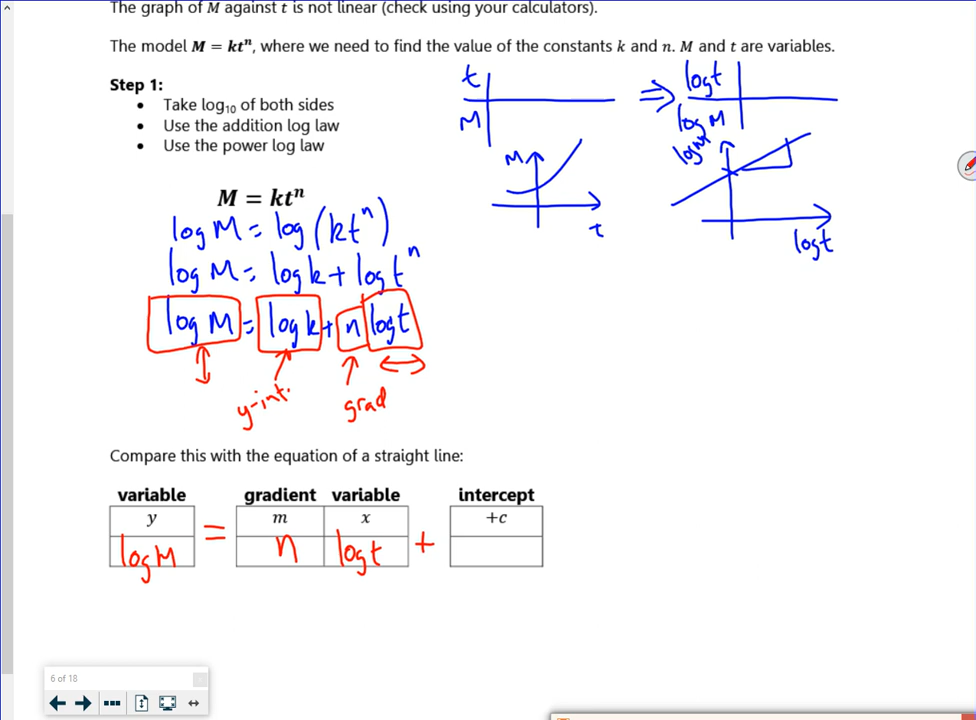 The graph of M against t is not linear (check using your calculators).
The model M = ktⁿ, where we need to find the value of the constants k and n. M and t are variables.
Step 1:
• Take log₁₀ of both sides
• Use the addition log law
• Use the power log law
t
M
⇒ log t
log M
M
t
log M
log t
M = ktⁿ
log M = log (ktⁿ)
log M = log k + log tⁿ
log M = log k + n log t
y-int.
grad
Compare this with the equation of a straight line:
variable gradient variable intercept
y m x +c
log M = n log t +
6 of 18